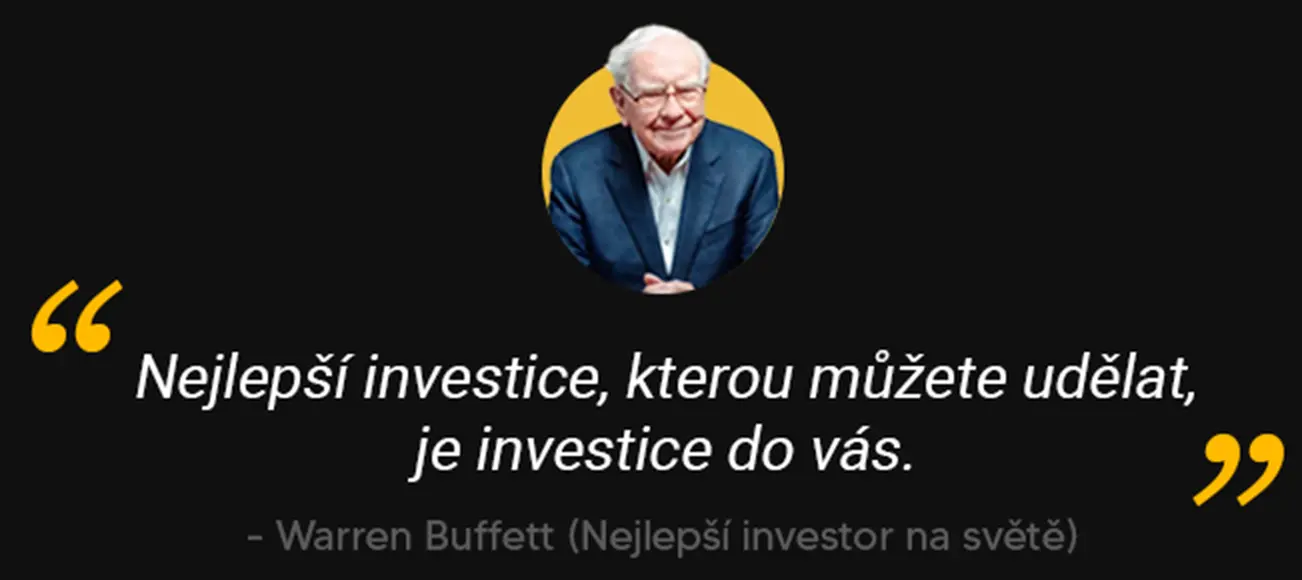 “Nejlepší investice, kterou můžete udělat,
je investice do vás.”
- Warren Buffett (Nejlepší investor na světě)